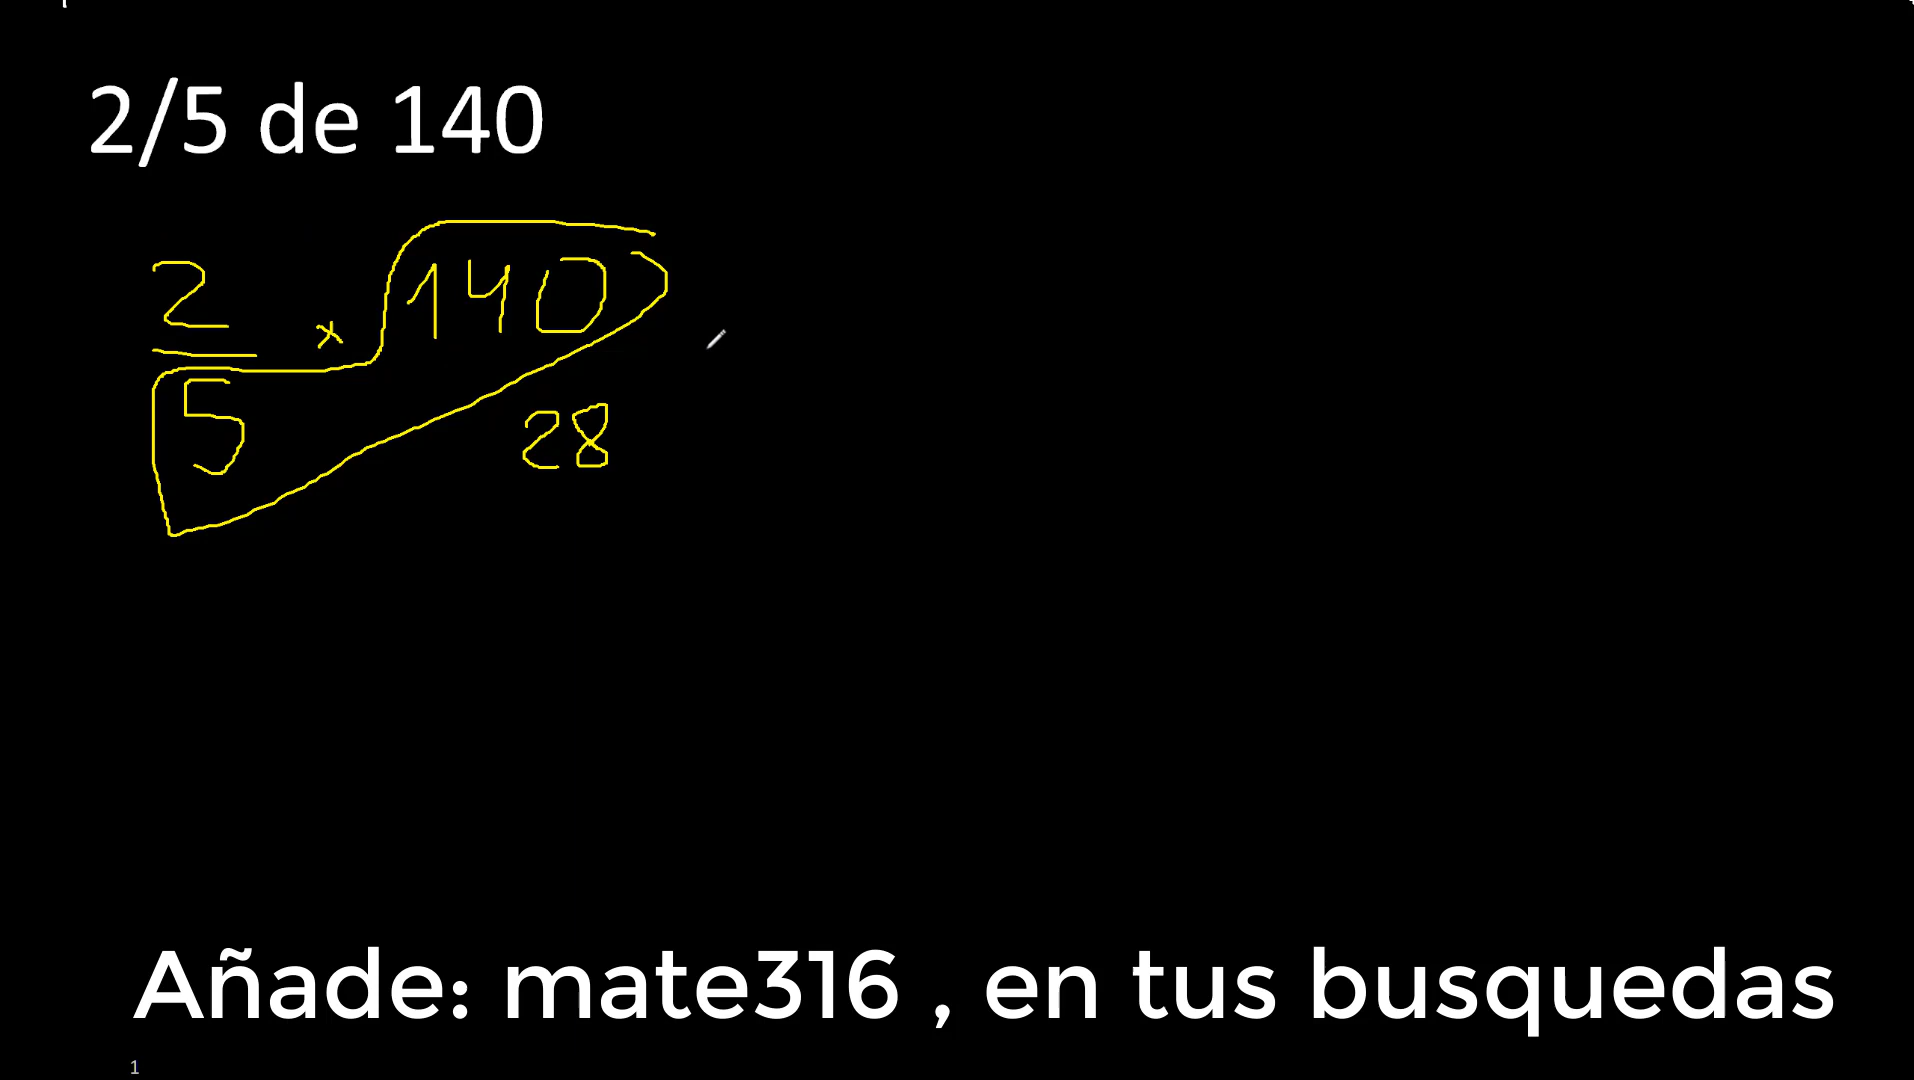 2/5 de 140
2 x 140
5
28
Añade: mate316 , en tus busquedas
1